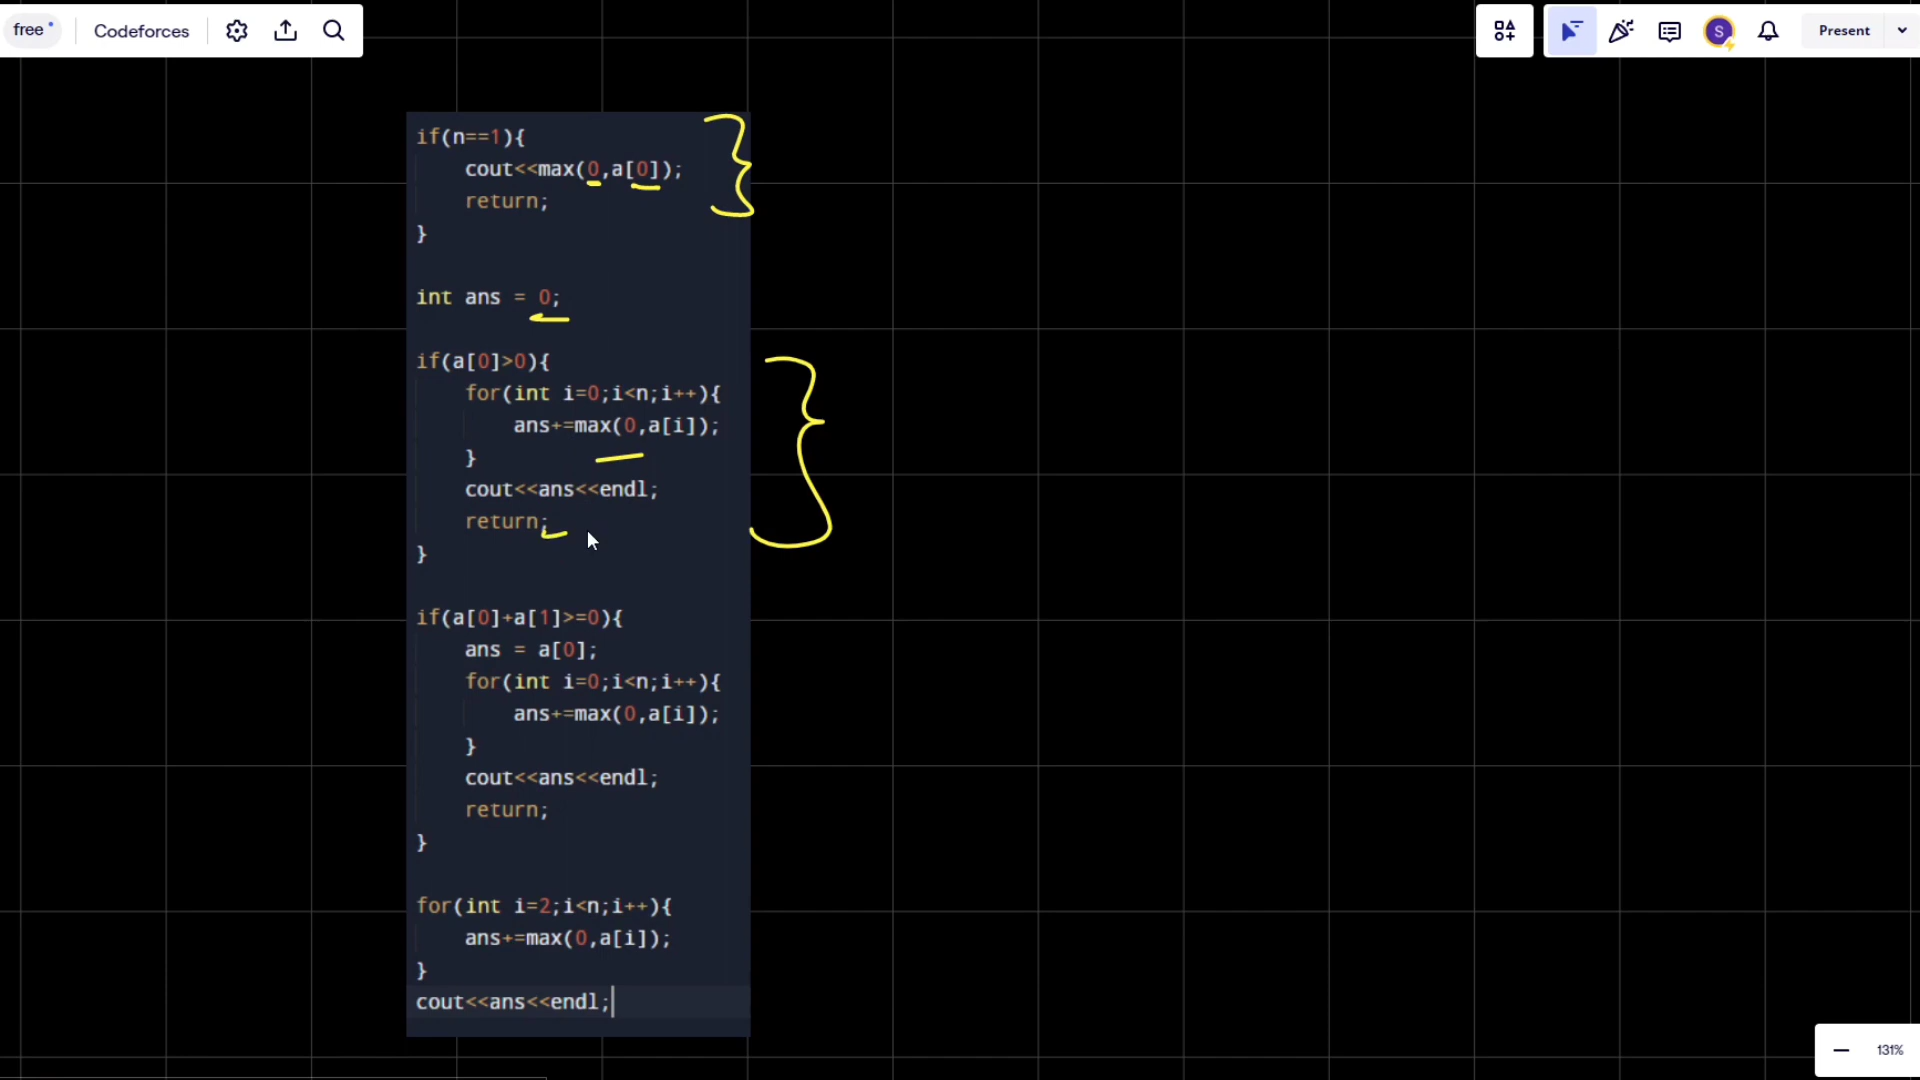 free Codeforces S Present
if(n==1){
cout<<max(0,a[0]);
return;
}
int ans = 0;
if(a[0]>0){
for(int i=0;i<n;i++){
ans+=max(0,a[i]);
}
cout<<ans<<endl;
return;
}
if(a[0]+a[1]>=0){
ans = a[0];
for(int i=0;i<n;i++){
ans+=max(0,a[i]);
}
cout<<ans<<endl;
return;
}
for(int i=2;i<n;i++){
ans+=max(0,a[i]);
}
cout<<ans<<endl;
131%